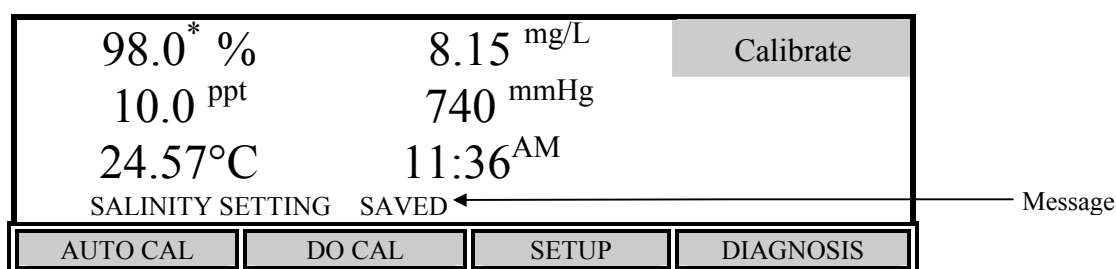 98.0* % 8.15 mg/L Calibrate
10.0 ppt 740 mmHg
24.57°C 11:36AM
SALINITY SETTING SAVED Message
AUTO CAL DO CAL SETUP DIAGNOSIS